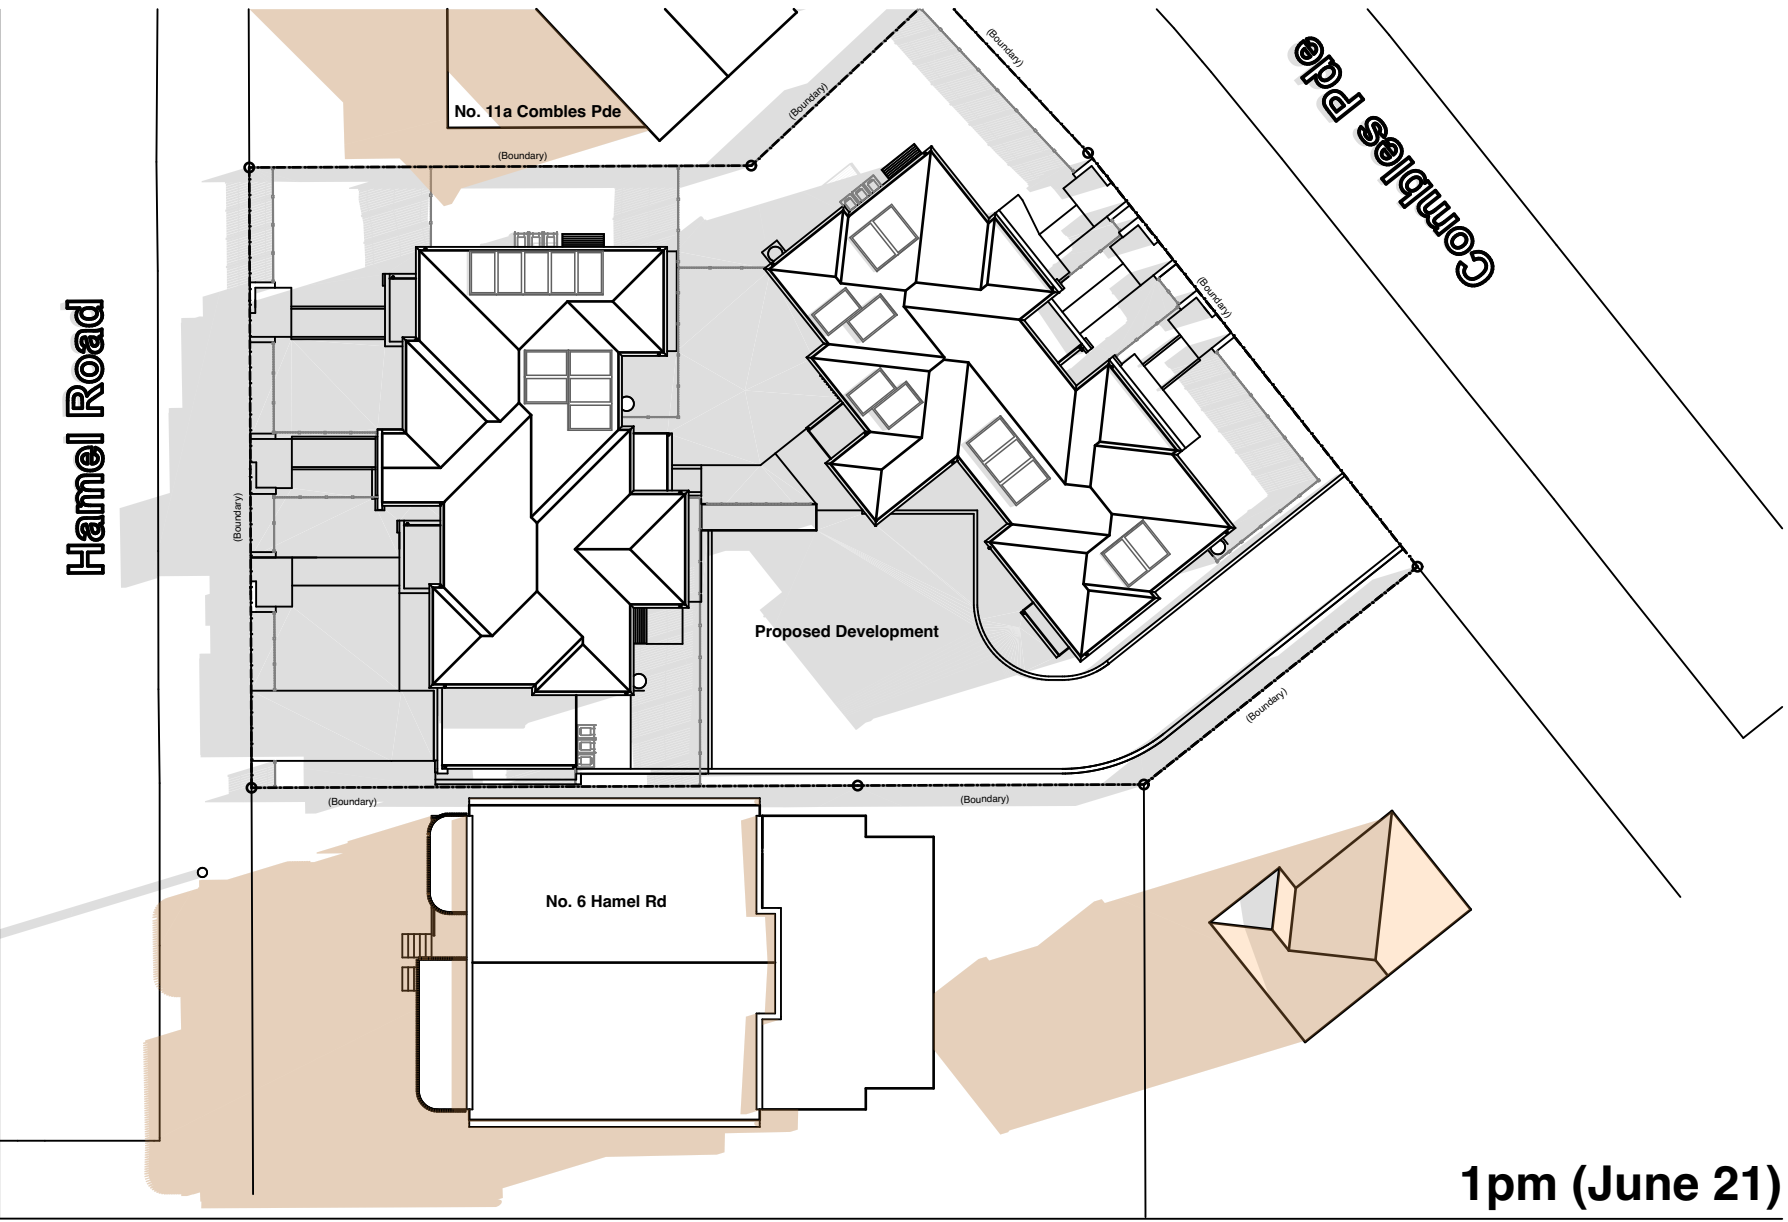 (Boundary)
Combles Pde
(Boundary)
No. 11a Combles Pde
(Boundary)
(Boundary)
Hamel Road
(Boundary)
Proposed Development
(Boundary)
(Boundary)
(Boundary)
No. 6 Hamel Rd
1pm (June 21)